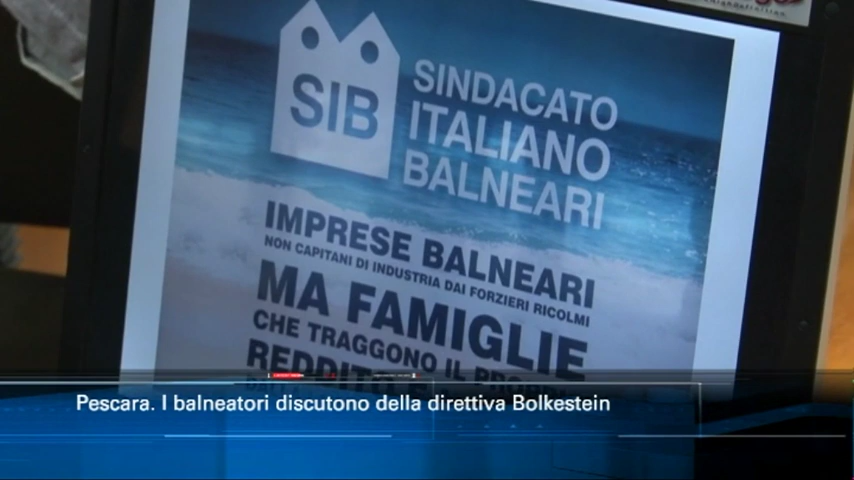 SIB
SINDACATO
ITALIANO
BALNEARI
IMPRESE BALNEARI
NON CAPITANI DI INDUSTRIA DAI FORZIERI RICOLMI
MA FAMIGLIE
CHE TRAGGONO IL
REDDITO
Pescara. I balneatori discutono della direttiva Bolkestein